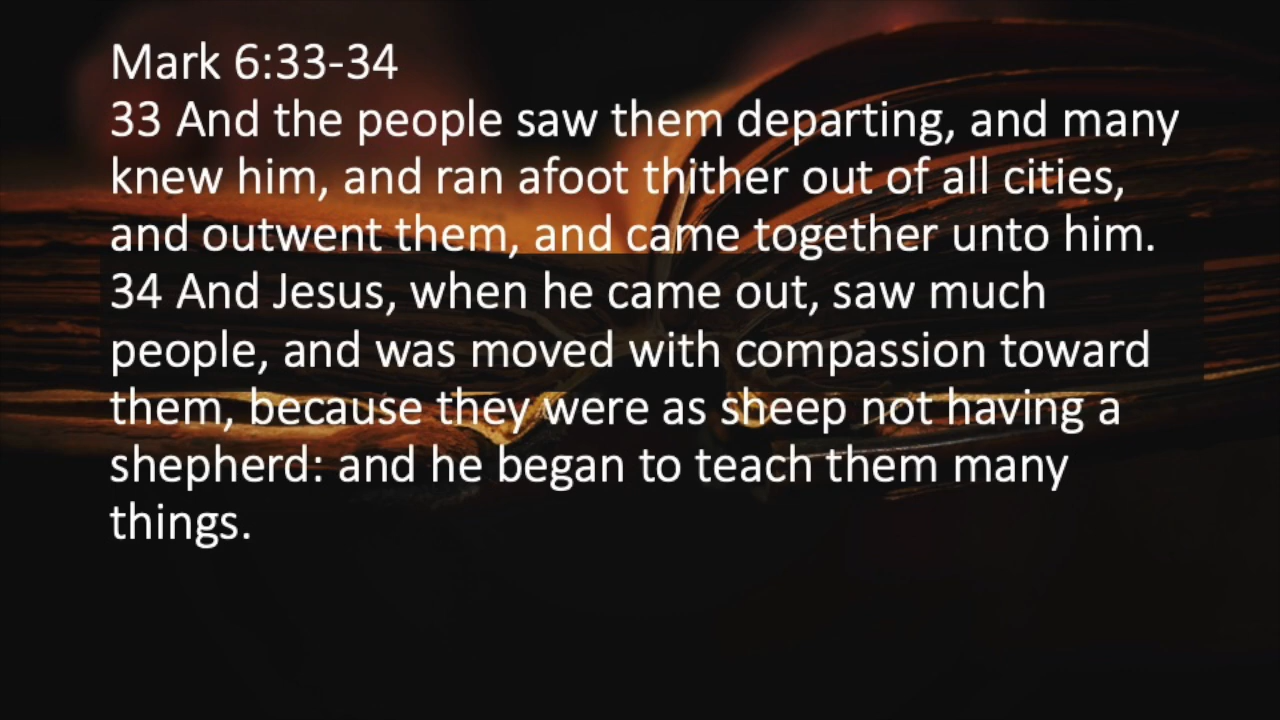 Mark 6:33-34
33 And the people saw them departing, and many
knew him, and ran afoot thither out of all cities,
and outwent them, and came together unto him.
34 And Jesus, when he came out, saw much
people, and was moved with compassion toward
them, because they were as sheep not having a
shepherd: and he began to teach them many
things.